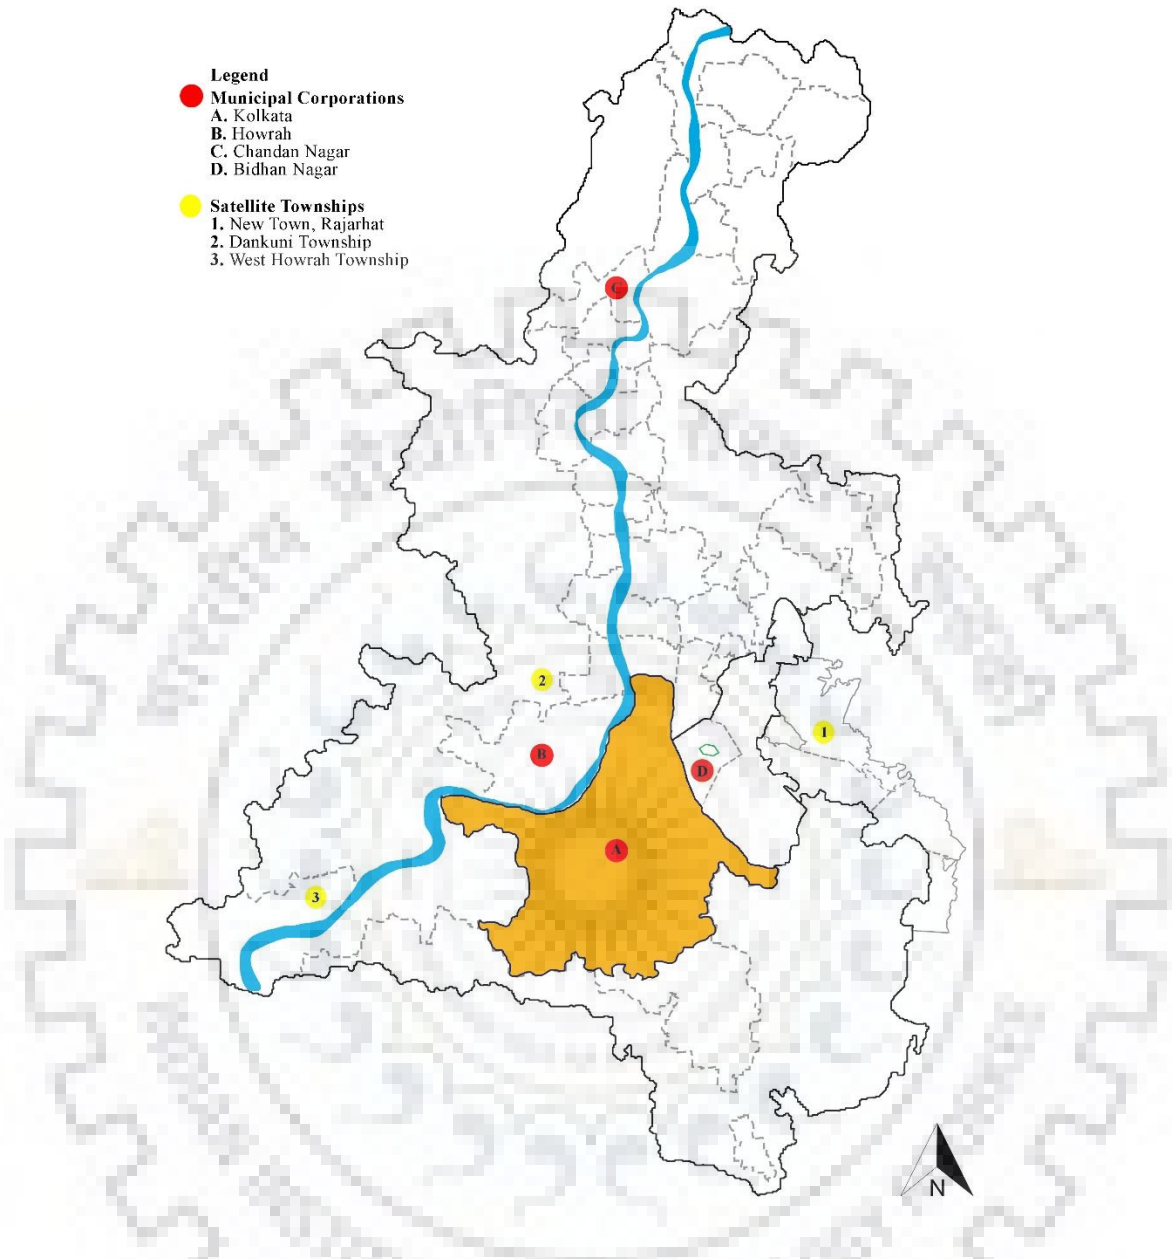 Legend
Municipal Corporations
A. Kolkata
B. Howrah
C. Chandan Nagar
D. Bidhan Nagar
Satellite Townships
1. New Town, Rajarhat
2. Dankuni Township
3. West Howrah Township
C
2
1
B
D
A
3
N